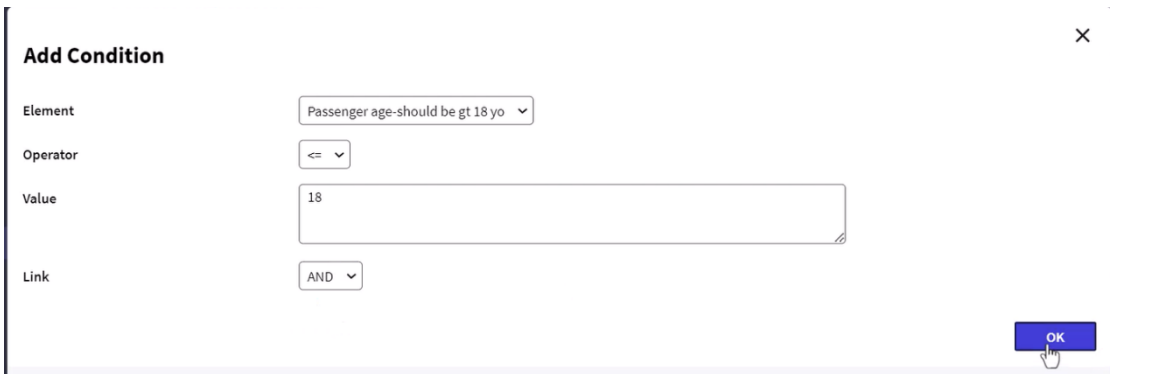 Add Condition
Element
Passenger age-should be gt 18 yo
Operator
<=
Value
18
Link
AND
OK